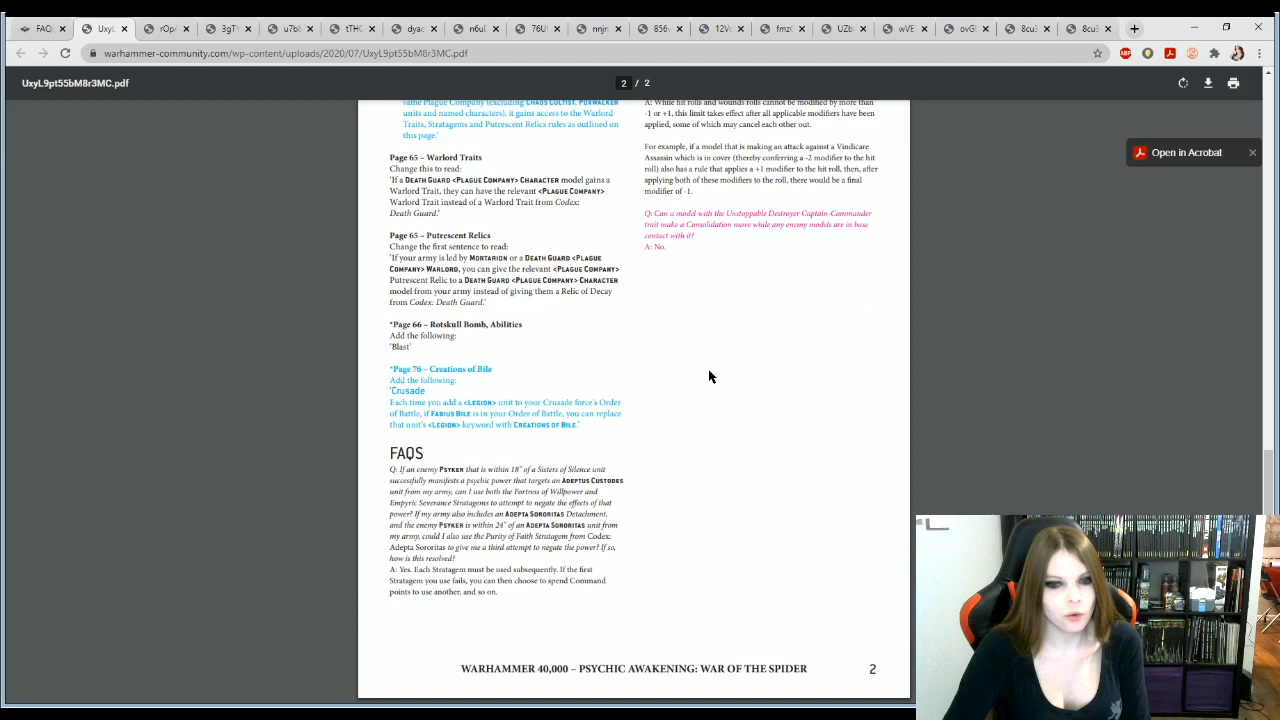 FAQ
UxyL
rOpA
3gTy
u7bE
tTHC
dyac
n6ui
76U
nnjn
856
12V
fmz
UZb
wVE
ovGl
8cu3
8cu3
warhammer-community.com/wp-content/uploads/2020/07/UxyL9pt55bM8r3MC.pdf
ABP
UxyL9pt55bM8r3MC.pdf
2 / 2
Open in Acrobat
same Plague Company (excluding CHAOS CULTIST, POXWALKER
units and named characters), it gains access to the Warlord
Traits, Stratagems and Putrescent Relics rules as outlined on
this page.'
Page 65 – Warlord Traits
Change this to read:
'If a DEATH GUARD <PLAGUE COMPANY> CHARACTER model gains a
Warlord Trait, they can have the relevant <PLAGUE COMPANY>
Warlord Trait instead of a Warlord Trait from Codex:
Death Guard.'
Page 65 – Putrescent Relics
Change the first sentence to read:
'If your army is led by MORTARION or a DEATH GUARD <PLAGUE
COMPANY> WARLORD, you can give the relevant <PLAGUE COMPANY>
Putrescent Relic to a DEATH GUARD <PLAGUE COMPANY> CHARACTER
model from your army instead of giving them a Relic of Decay
from Codex: Death Guard.'
*Page 66 – Rotskull Bomb, Abilities
Add the following:
'Blast'
*Page 76 – Creations of Bile
Add the following:
'Crusade
Each time you add a <LEGION> unit to your Crusade force's Order
of Battle, if FABIUS BILE is in your Order of Battle, you can replace
that unit's <LEGION> keyword with CREATIONS OF BILE.'
FAQS
Q: If an enemy PSYKER that is within 18" of a Sisters of Silence unit
successfully manifests a psychic power that targets an ADEPTUS CUSTODES
unit from my army, can I use both the Fortress of Willpower and
Empyric Severance Stratagems to attempt to negate the effects of that
power? If my army also includes an ADEPTA SORORITAS Detachment,
and the enemy PSYKER is within 24" of an ADEPTA SORORITAS unit from
my army, could I also use the Purity of Faith Stratagem from Codex:
Adepta Sororitas to give me a third attempt to negate the power? If so,
how is this resolved?
A: Yes. Each Stratagem must be used subsequently. If the first
Stratagem you use fails, you can then choose to spend Command
points to use another, and so on.
A: While hit rolls and wounds rolls cannot be modified by more than
-1 or +1, this limit takes effect after all applicable modifiers have been
applied, some of which may cancel each other out.
For example, if a model that is making an attack against a Vindicare
Assassin which is in cover (thereby conferring a -2 modifier to the hit
roll) also has a rule that applies a +1 modifier to the hit roll, then, after
applying both of these modifiers to the roll, there would be a final
modifier of -1.
Q: Can a model with the Unstoppable Destroyer Captain-Commander
trait make a Consolidation move while any enemy models are in base
contact with it?
A: No.
WARHAMMER 40,000 – PSYCHIC AWAKENING: WAR OF THE SPIDER
2